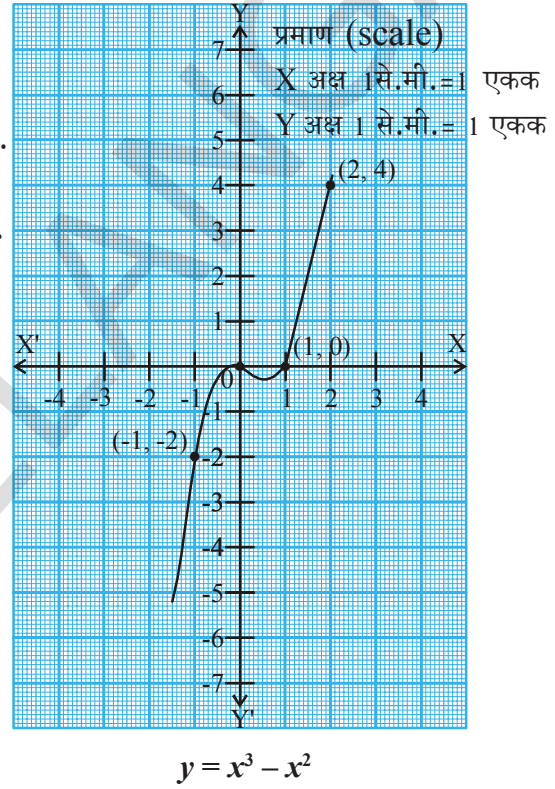 Y
प्रमाण (scale)
X अक्ष 1से.मी.=1 एकक
Y अक्ष 1 से.मी.= 1 एकक
7
6
5
4
3
2
1
(2, 4)
(1, 0)
X'
X
0
-4 -3 -2 -1 1 2 3 4
(-1, -2)
-1
-2
-3
-4
-5
-6
-7
Y'
y = x³ – x²